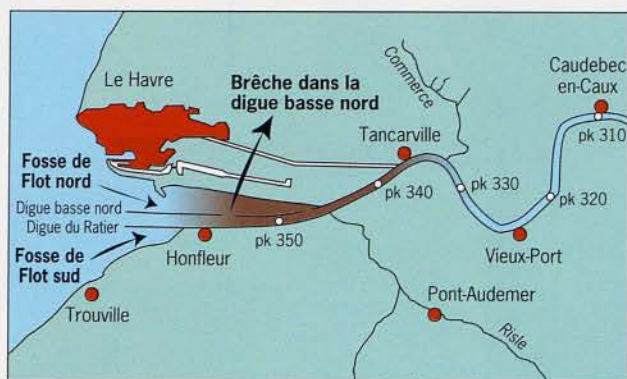 Le Havre
Brêche dans la
digue basse nord
Commerce
Caudebec
en-Caux
pk 310
Tancarville
Fosse de
Flot nord
pk 340
pk 330
pk 320
Digue basse nord
Digue du Ratier
pk 350
Fosse de
Flot sud
Honfleur
Vieux-Port
Trouville
Pont-Audemer
Risle